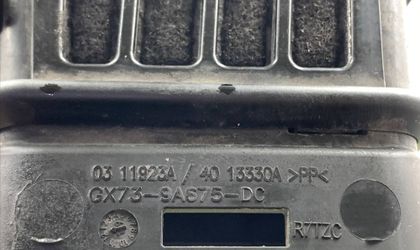 03 11923A / 40 13330A >PP<
GX73-9A675-DC
R7TZC